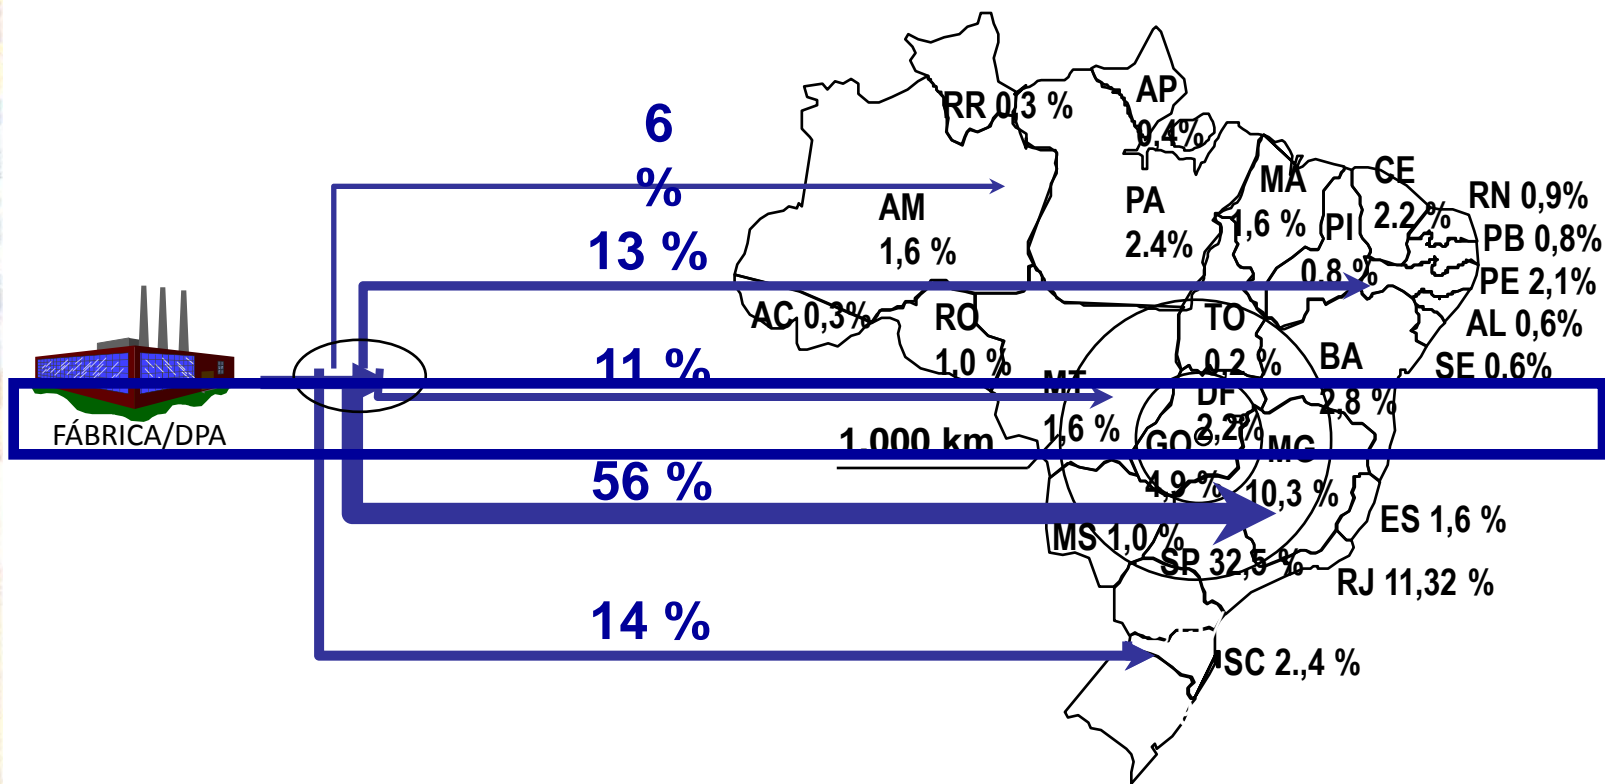 6
%
13 %
11 %
56 %
14 %
FÁBRICA/DPA
1.000 km
RR 0,3 %
AP
0,4%
AM
1,6 %
PA
2.4%
MA
1,6 %
PI
0,8 %
CE
2.2 %
RN 0,9%
PB 0,8%
PE 2,1%
AL 0,6%
SE 0,6%
AC 0,3%
RO
1,0 %
TO
0,2 %
BA
2,8 %
MT
1,6 %
DF
2,2%
GO
4,9 %
MG
10,3 %
MS 1,0 %
SP 32,5 %
ES 1,6 %
RJ 11,32 %
SC 2.,4 %